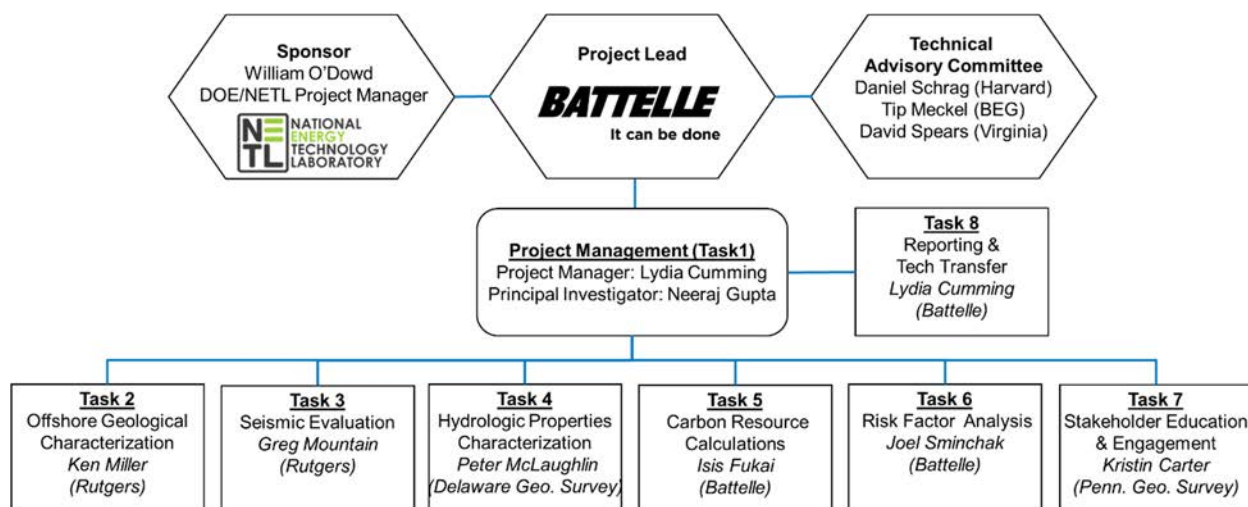 Sponsor
William O'Dowd
DOE/NETL Project Manager
NETL
NATIONAL
ENERGY
TECHNOLOGY
LABORATORY
Project Lead
BATTELLE
It can be done
Technical
Advisory Committee
Daniel Schrag (Harvard)
Tip Meckel (BEG)
David Spears (Virginia)
Project Management (Task1)
Project Manager: Lydia Cumming
Principal Investigator: Neeraj Gupta
Task 8
Reporting &
Tech Transfer
Lydia Cumming
(Battelle)
Task 2
Offshore Geological
Characterization
Ken Miller
(Rutgers)
Task 3
Seismic Evaluation
Greg Mountain
(Rutgers)
Task 4
Hydrologic Properties
Characterization
Peter McLaughlin
(Delaware Geo. Survey)
Task 5
Carbon Resource
Calculations
Isis Fukai
(Battelle)
Task 6
Risk Factor Analysis
Joel Sminchak
(Battelle)
Task 7
Stakeholder Education
& Engagement
Kristin Carter
(Penn. Geo. Survey)